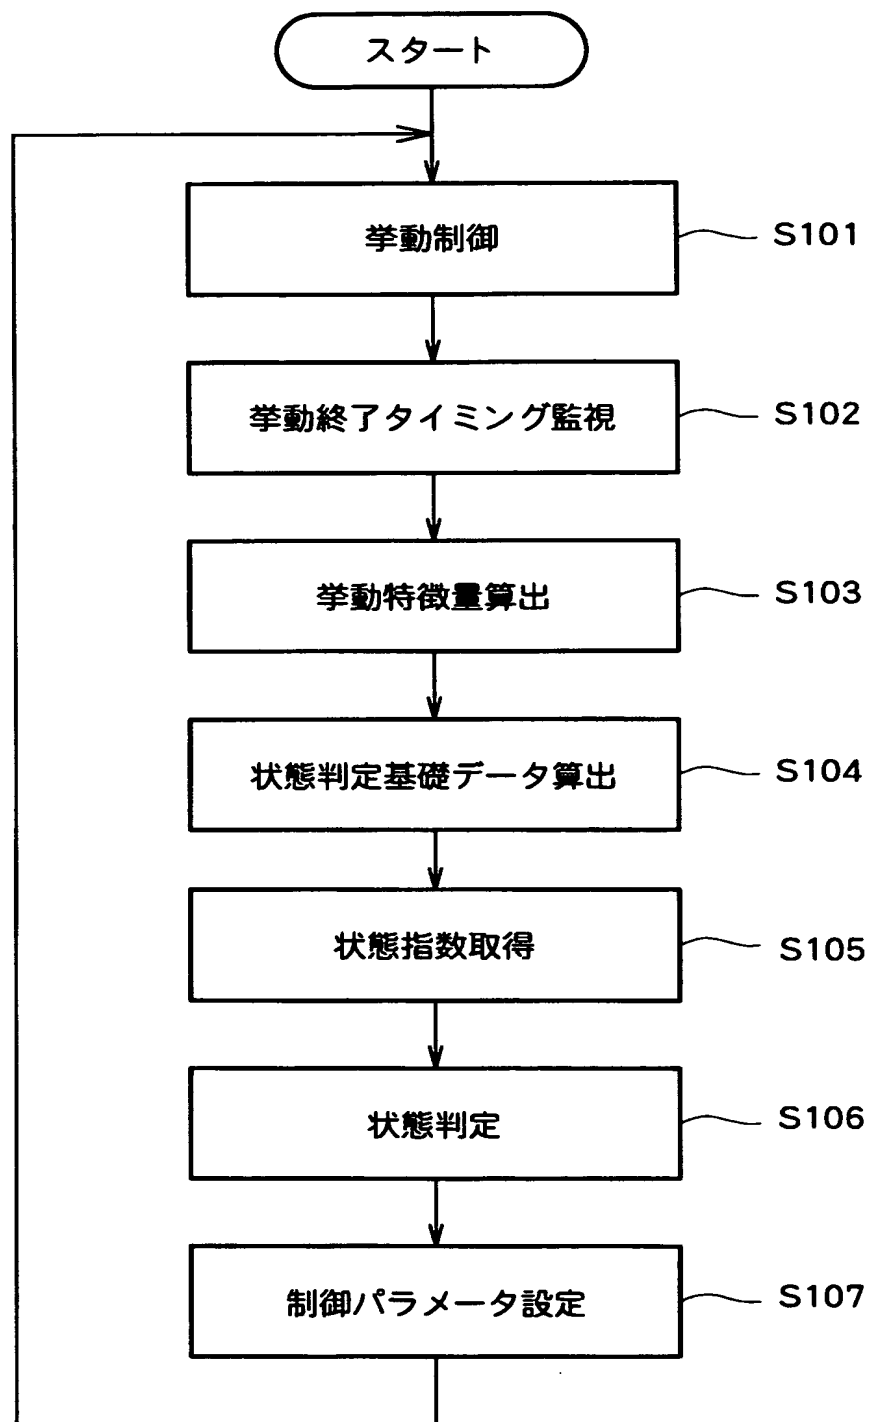 スタート
挙動制御
S101
挙動終了タイミング監視
S102
挙動特徴量算出
S103
状態判定基礎データ算出
S104
状態指数取得
S105
状態判定
S106
制御パラメータ設定
S107